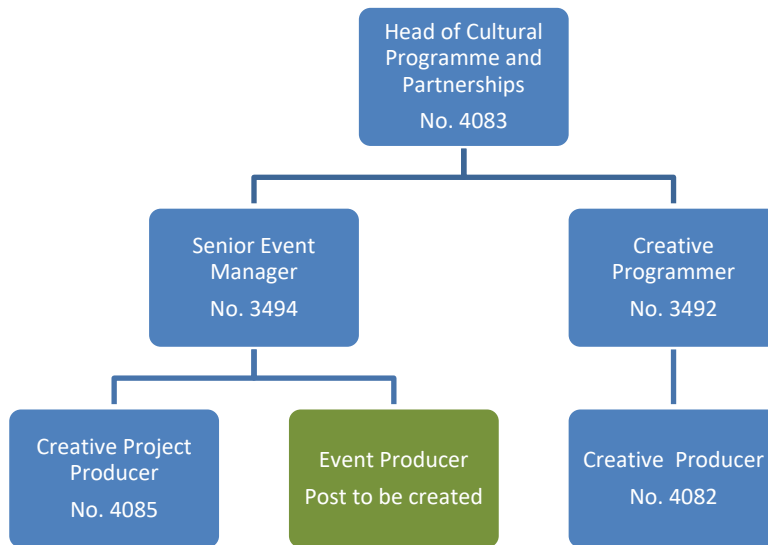 Head of Cultural
Programme and
Partnerships
No. 4083
Senior Event
Manager
No. 3494
Creative
Programmer
No. 3492
Creative Project
Producer
No. 4085
Event Producer
Post to be created
Creative Producer
No. 4082